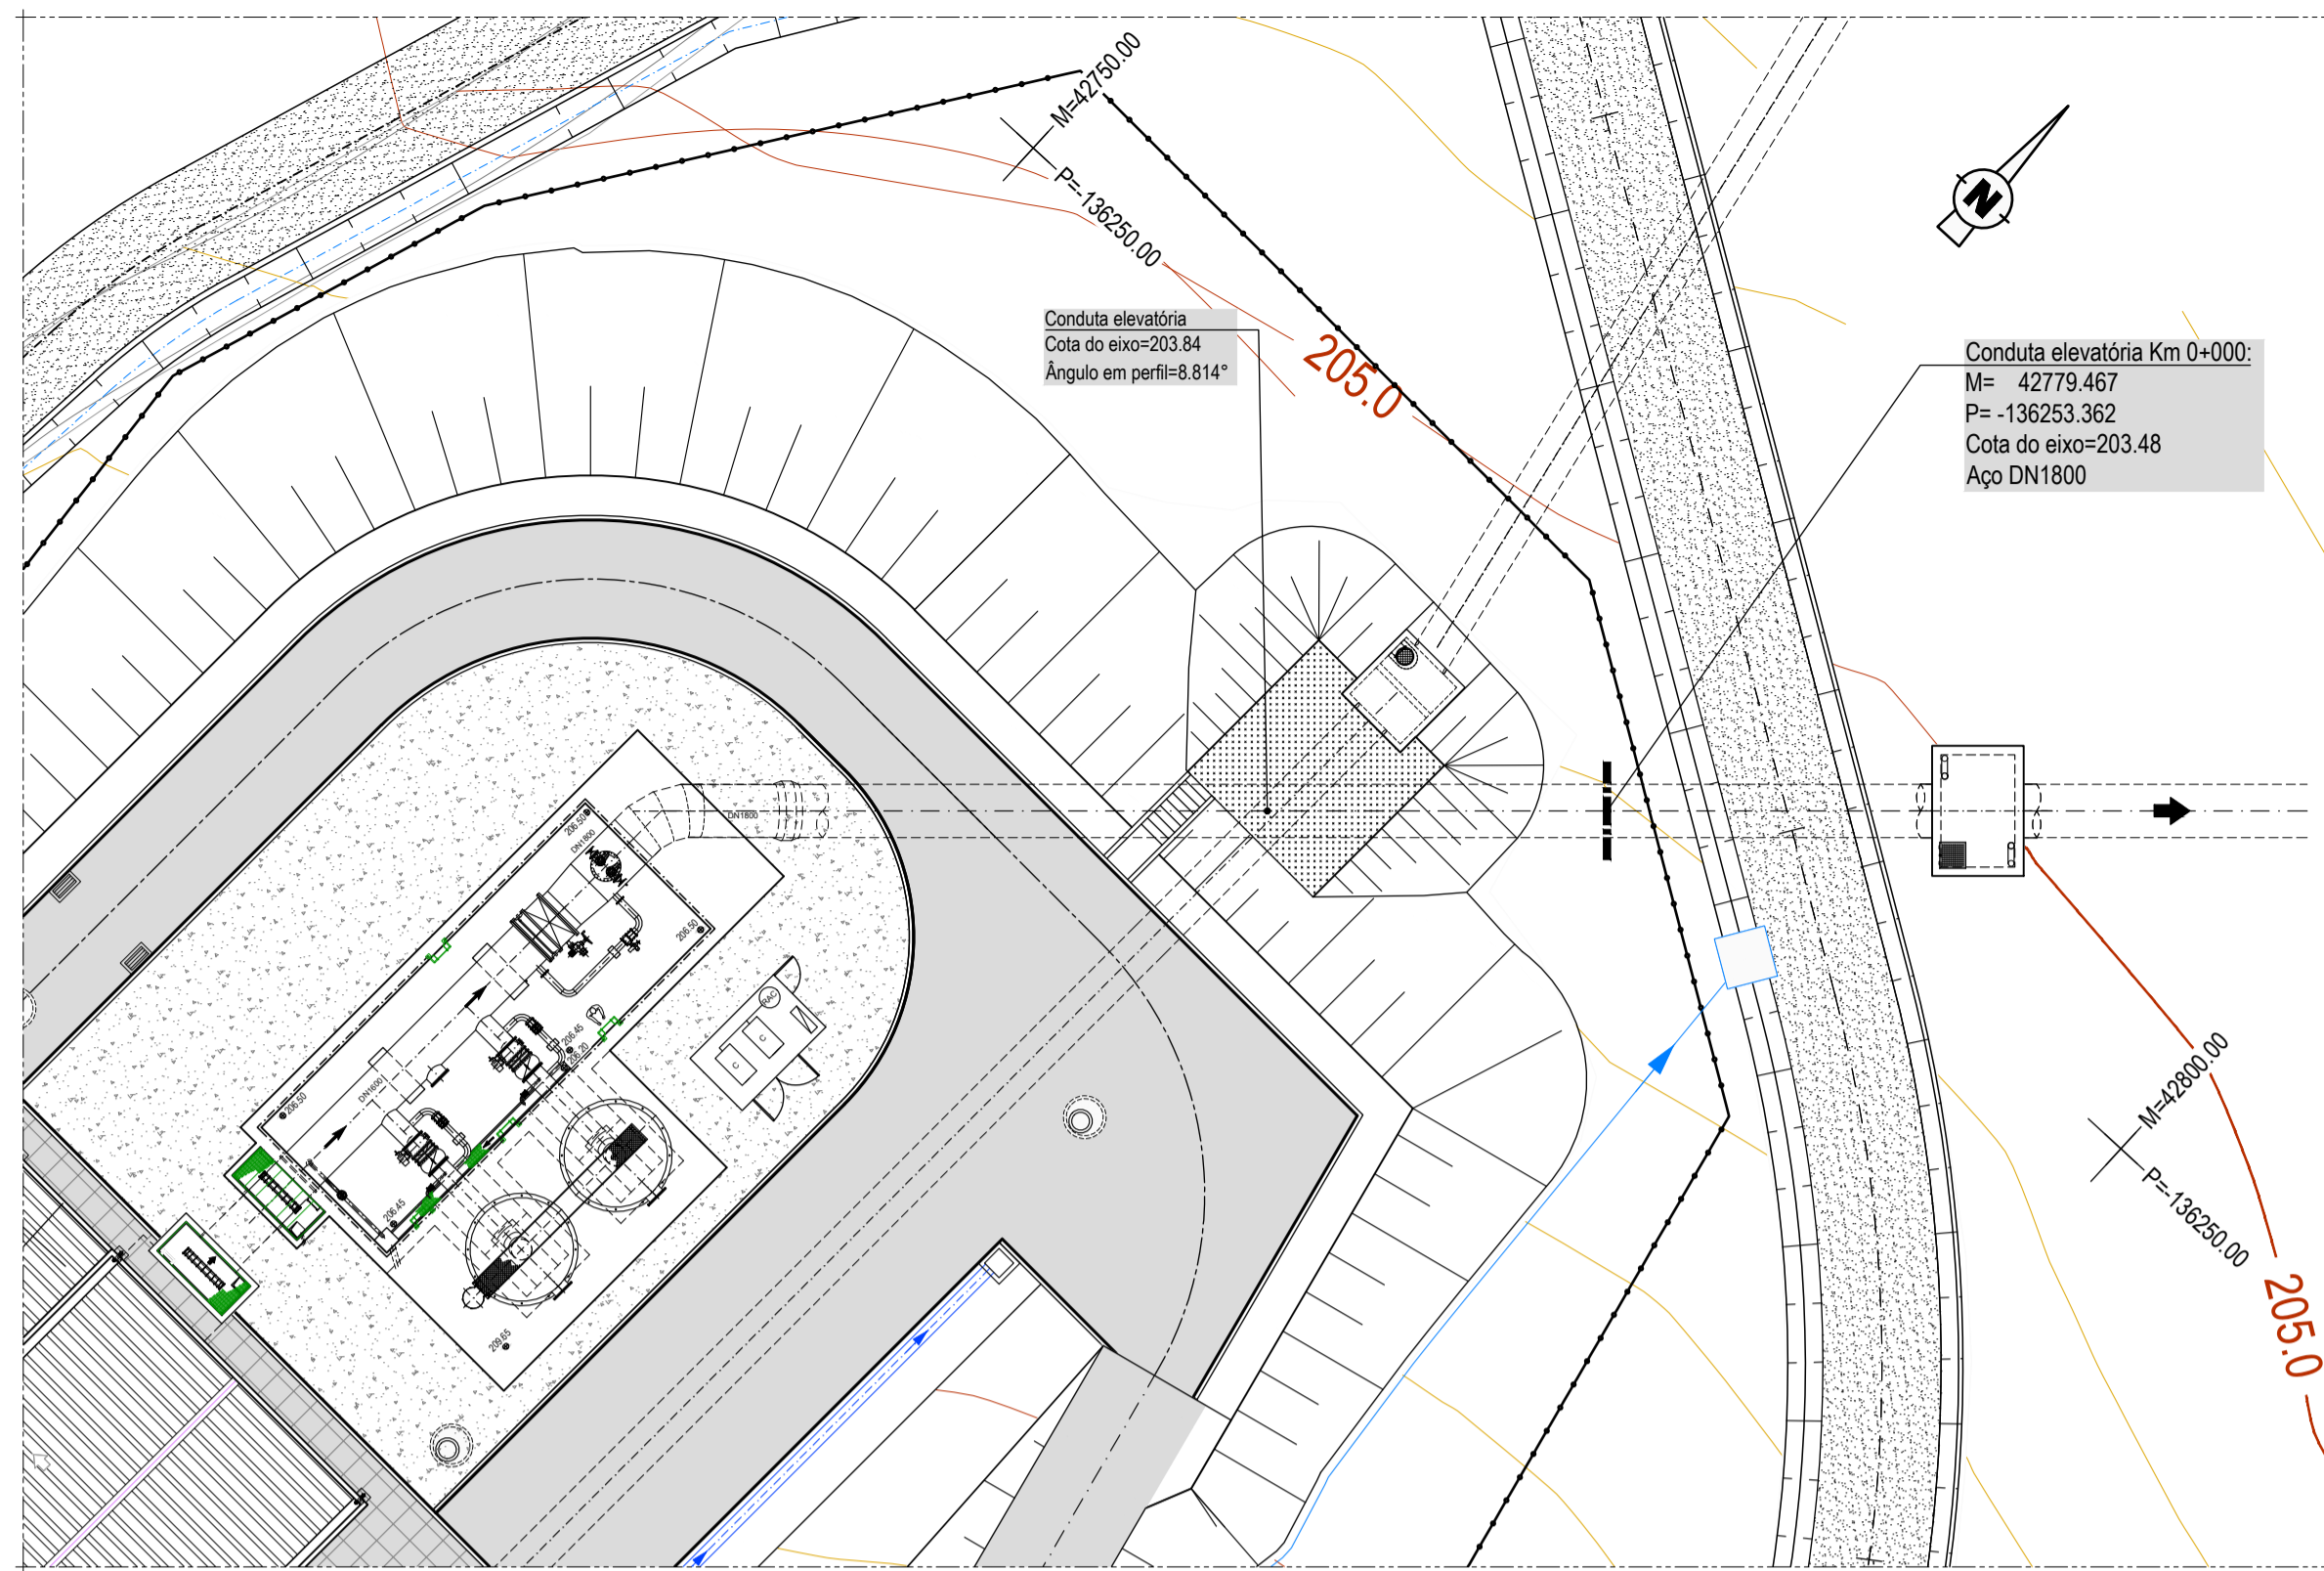 M=42750.00
P=-136250.00
N
Conduta elevatória
Cota do eixo=203.84
Ângulo em perfil=8.814°
205.0
Conduta elevatória Km 0+000:
M= 42779.467
P= -136253.362
Cota do eixo=203.48
Aço DN1800
206.50
DN1800
DN1800
206.50
RAC
C
C
206.45
206.20
DN1600
206.50
206.45
209.65
M=42800.00
P=-136250.00
205.0